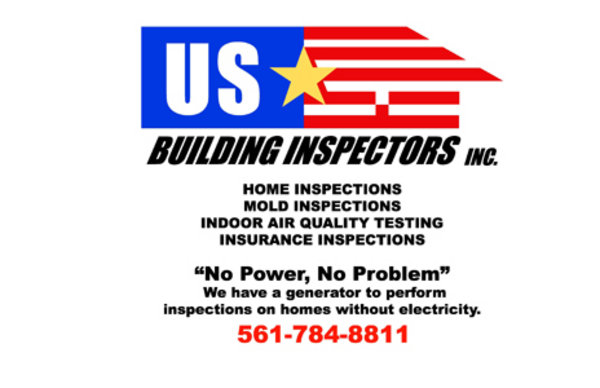 US
BUILDING INSPECTORS INC.
HOME INSPECTIONS
MOLD INSPECTIONS
INDOOR AIR QUALITY TESTING
INSURANCE INSPECTIONS
“No Power, No Problem”
We have a generator to perform
inspections on homes without electricity.
561-784-8811